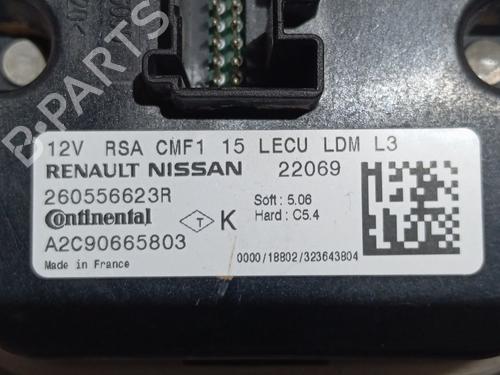 12V RSA CMF1 15 LECU LDM L3
RENAULT NISSAN 22069
260556623R
Soft : 5.06
Continental
T K
Hard : C5.4
A2C90665803
Made in France
0000/18802/323643804
B-PARTS